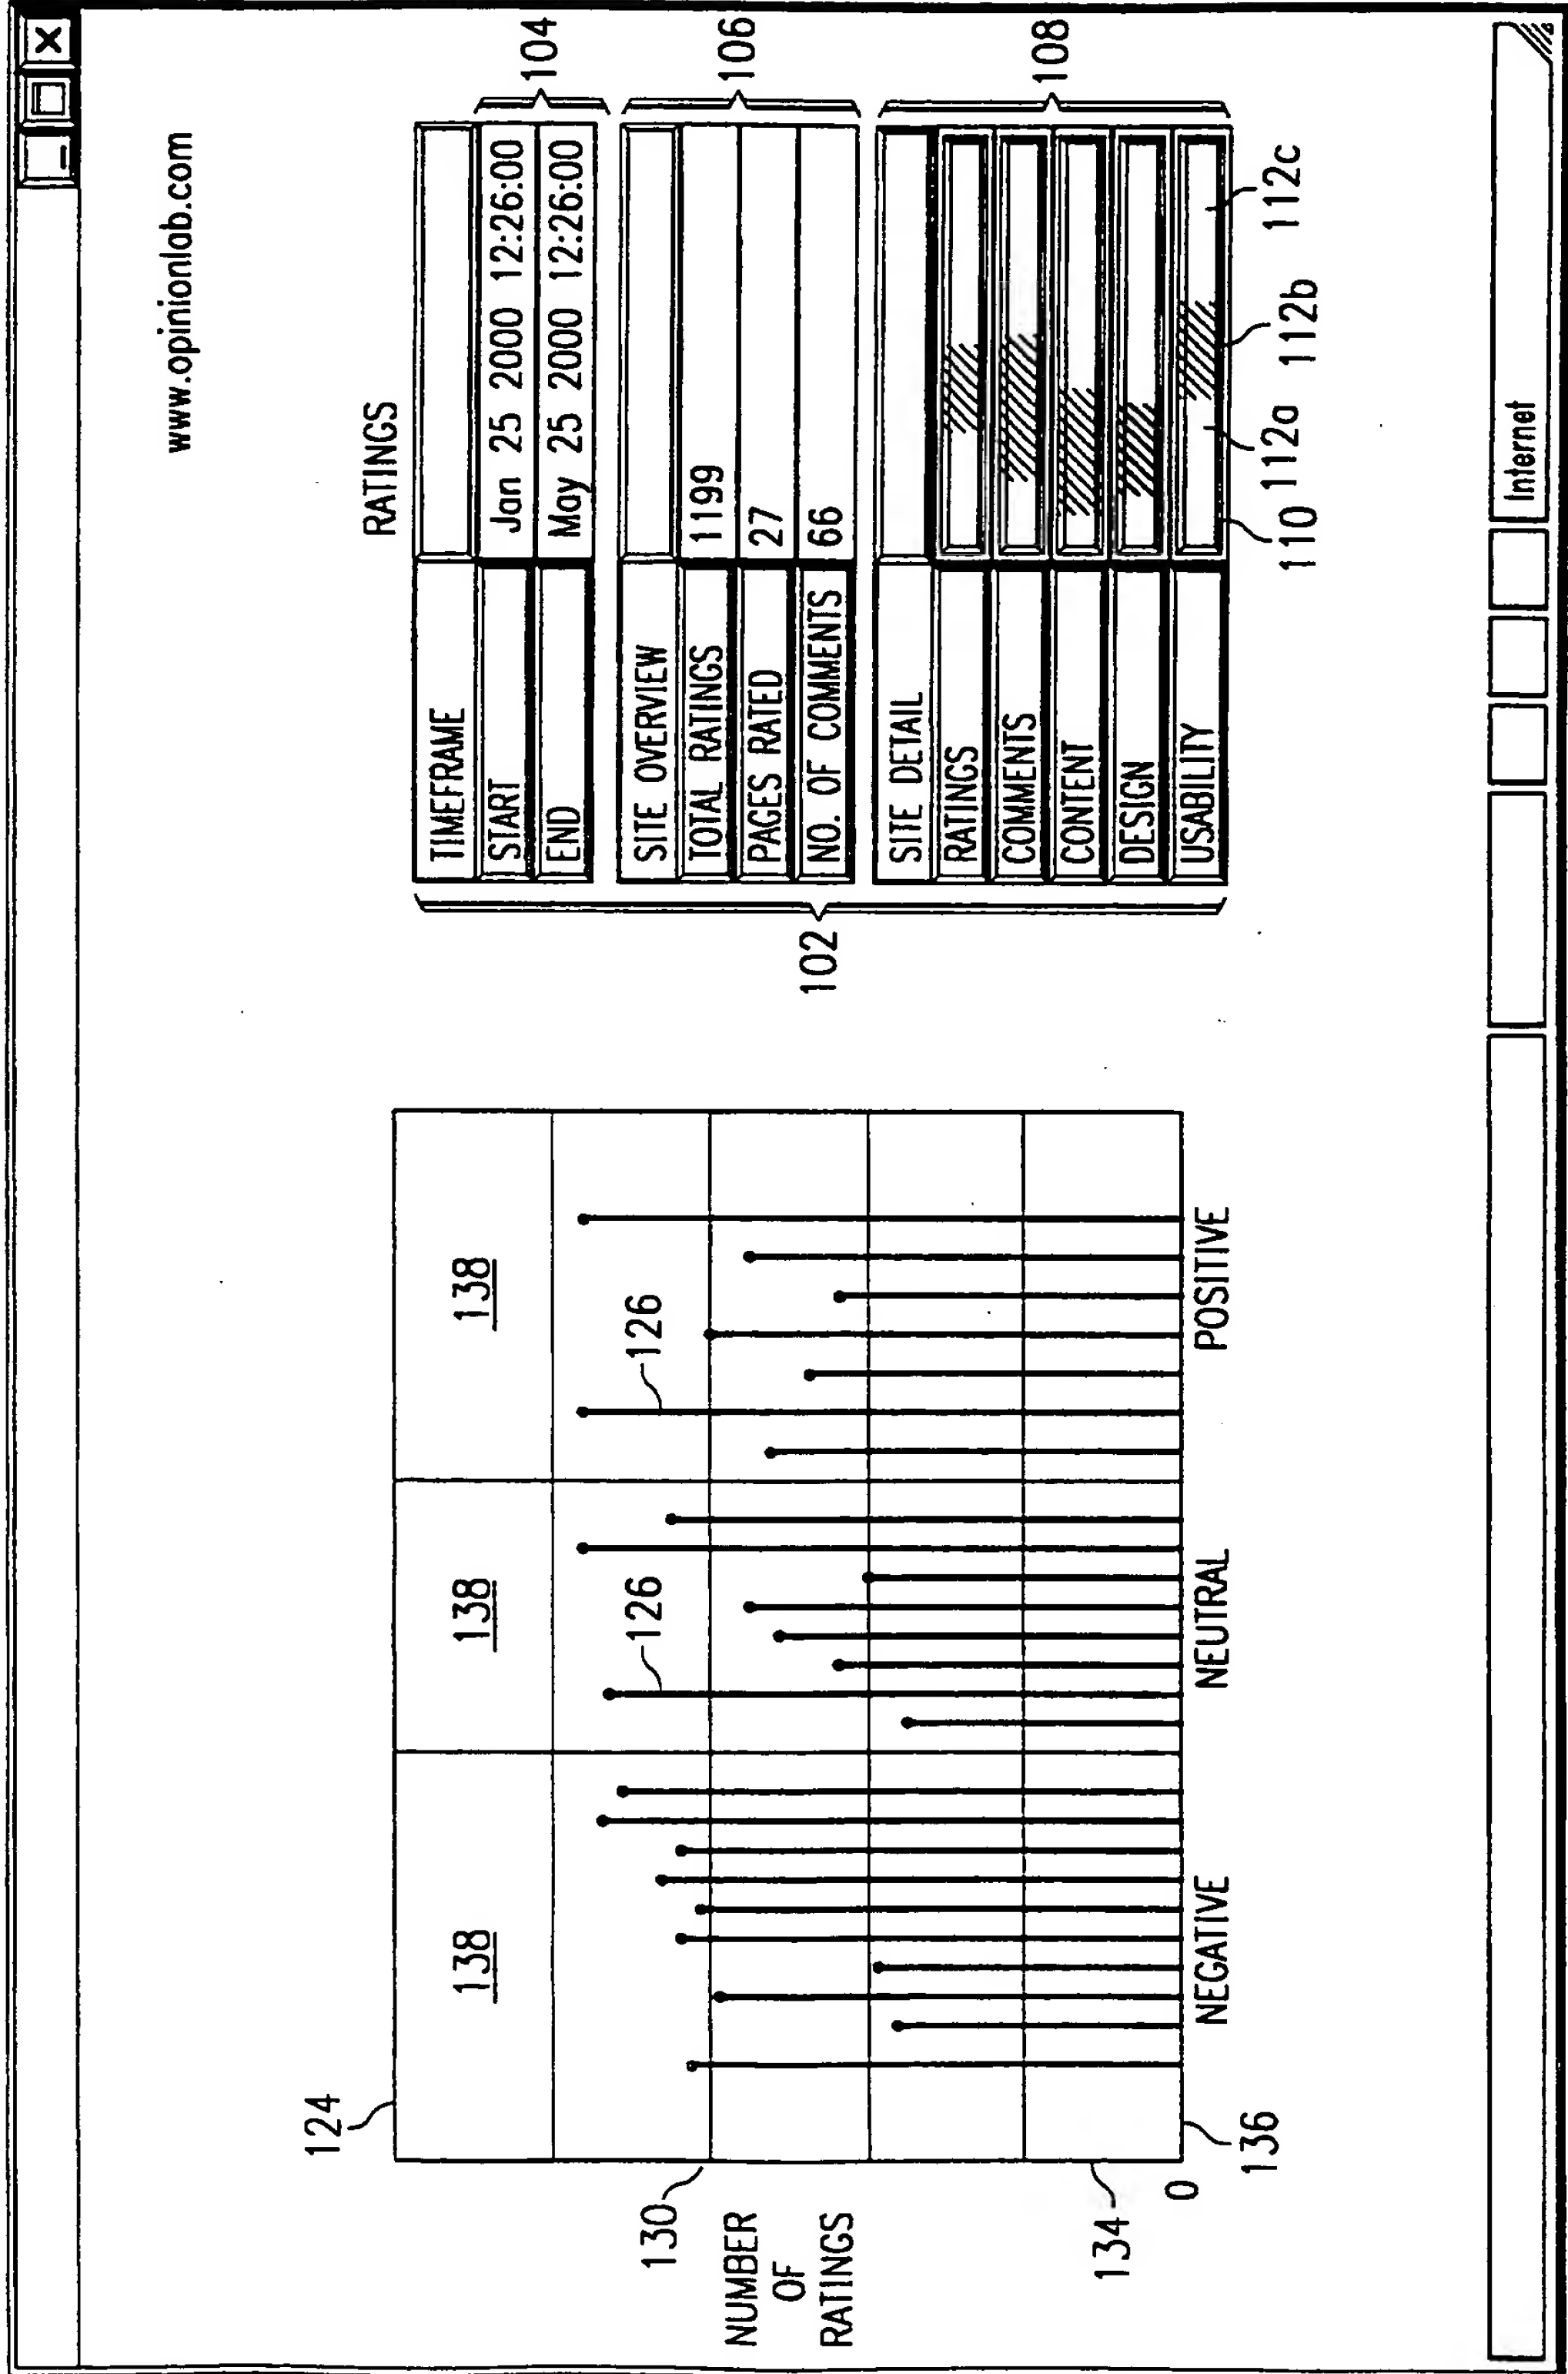 www.opinionlab.com
124
138
138
138
130
126
126
NUMBER
OF
RATINGS
134
0
136
NEGATIVE
NEUTRAL
POSITIVE
RATINGS
102
TIMEFRAME
START Jan 25 2000 12:26:00
END May 25 2000 12:26:00
104
SITE OVERVIEW
TOTAL RATINGS 1199
PAGES RATED 27
NO. OF COMMENTS 66
106
SITE DETAIL
RATINGS
COMMENTS
CONTENT
DESIGN
USABILITY
108
110 112a 112b 112c
Internet